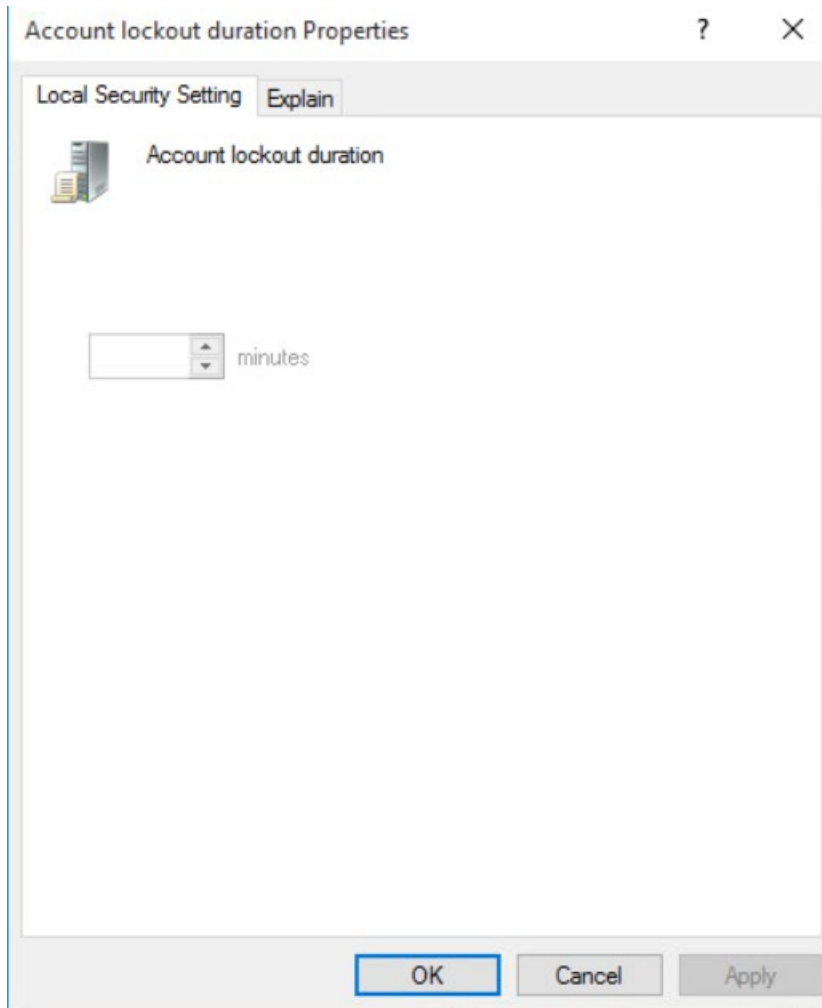 Account lockout duration Properties ?
Local Security Setting Explain
Account lockout duration
minutes
OK Cancel Apply